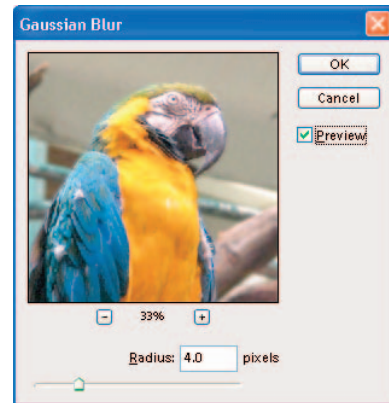 Gaussian Blur
OK
Cancel
Preview
33%
Radius: 4.0 pixels